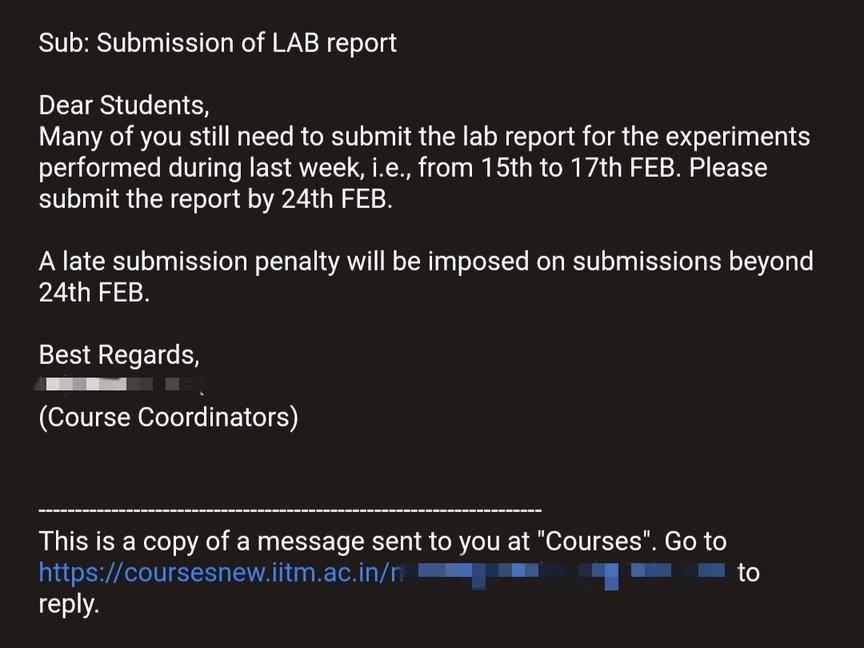 Sub: Submission of LAB report
Dear Students,
Many of you still need to submit the lab report for the experiments
performed during last week, i.e., from 15th to 17th FEB. Please
submit the report by 24th FEB.
A late submission penalty will be imposed on submissions beyond
24th FEB.
Best Regards,
(Course Coordinators)
---------------------------------------------------------------------
This is a copy of a message sent to you at "Courses". Go to
https://coursesnew.iitm.ac.in/ to
reply.